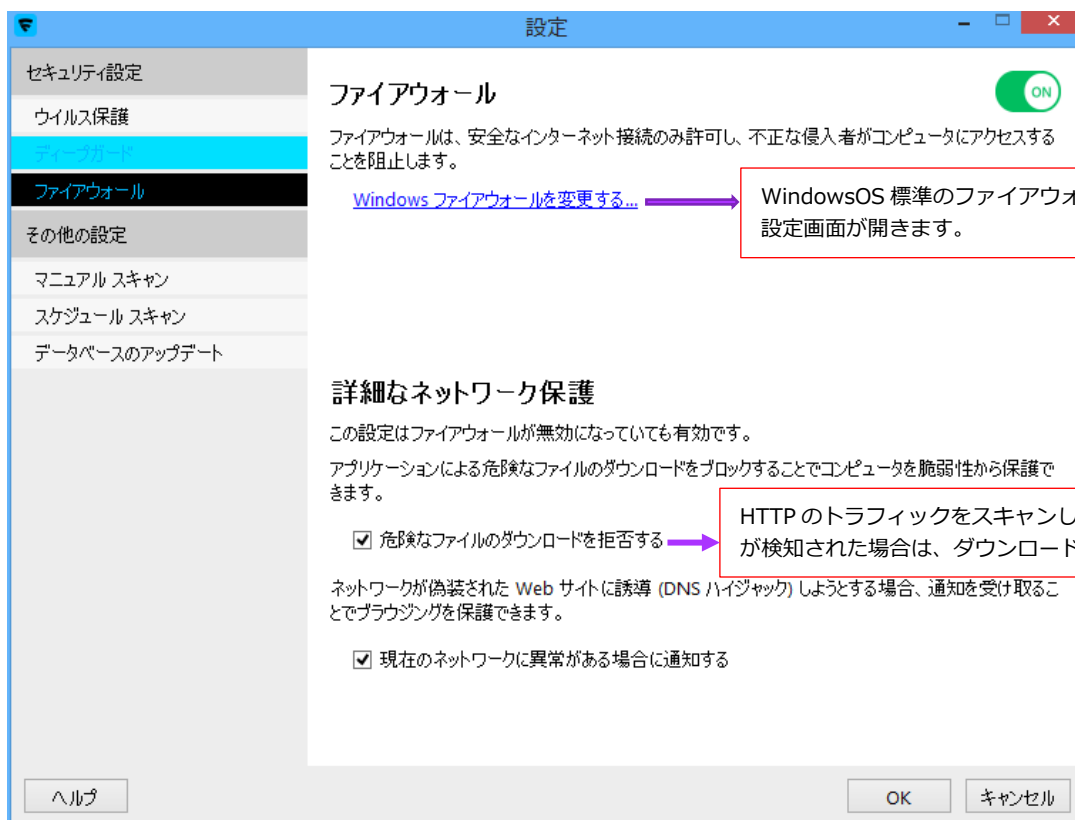 設定
セキュリティ設定
ウイルス保護
ディープガード
ファイアウォール
その他の設定
マニュアル スキャン
スケジュール スキャン
データベースのアップデート
ファイアウォール
ON
ファイアウォールは、安全なインターネット接続のみ許可し、不正な侵入者がコンピュータにアクセスする
ことを阻止します。
Windows ファイアウォールを変更する...
WindowsOS 標準のファイアウォ
設定画面が開きます。
詳細なネットワーク保護
この設定はファイアウォールが無効になっていても有効です。
アプリケーションによる危険なファイルのダウンロードをブロックすることでコンピュータを脆弱性から保護で
きます。
危険なファイルのダウンロードを拒否する
HTTP のトラフィックをスキャンし
が検知された場合は、ダウンロード
ネットワークが偽装された Web サイトに誘導 (DNS ハイジャック) しようとする場合、通知を受け取るこ
とでブラウジングを保護できます。
現在のネットワークに異常がある場合に通知する
ヘルプ
OK
キャンセル